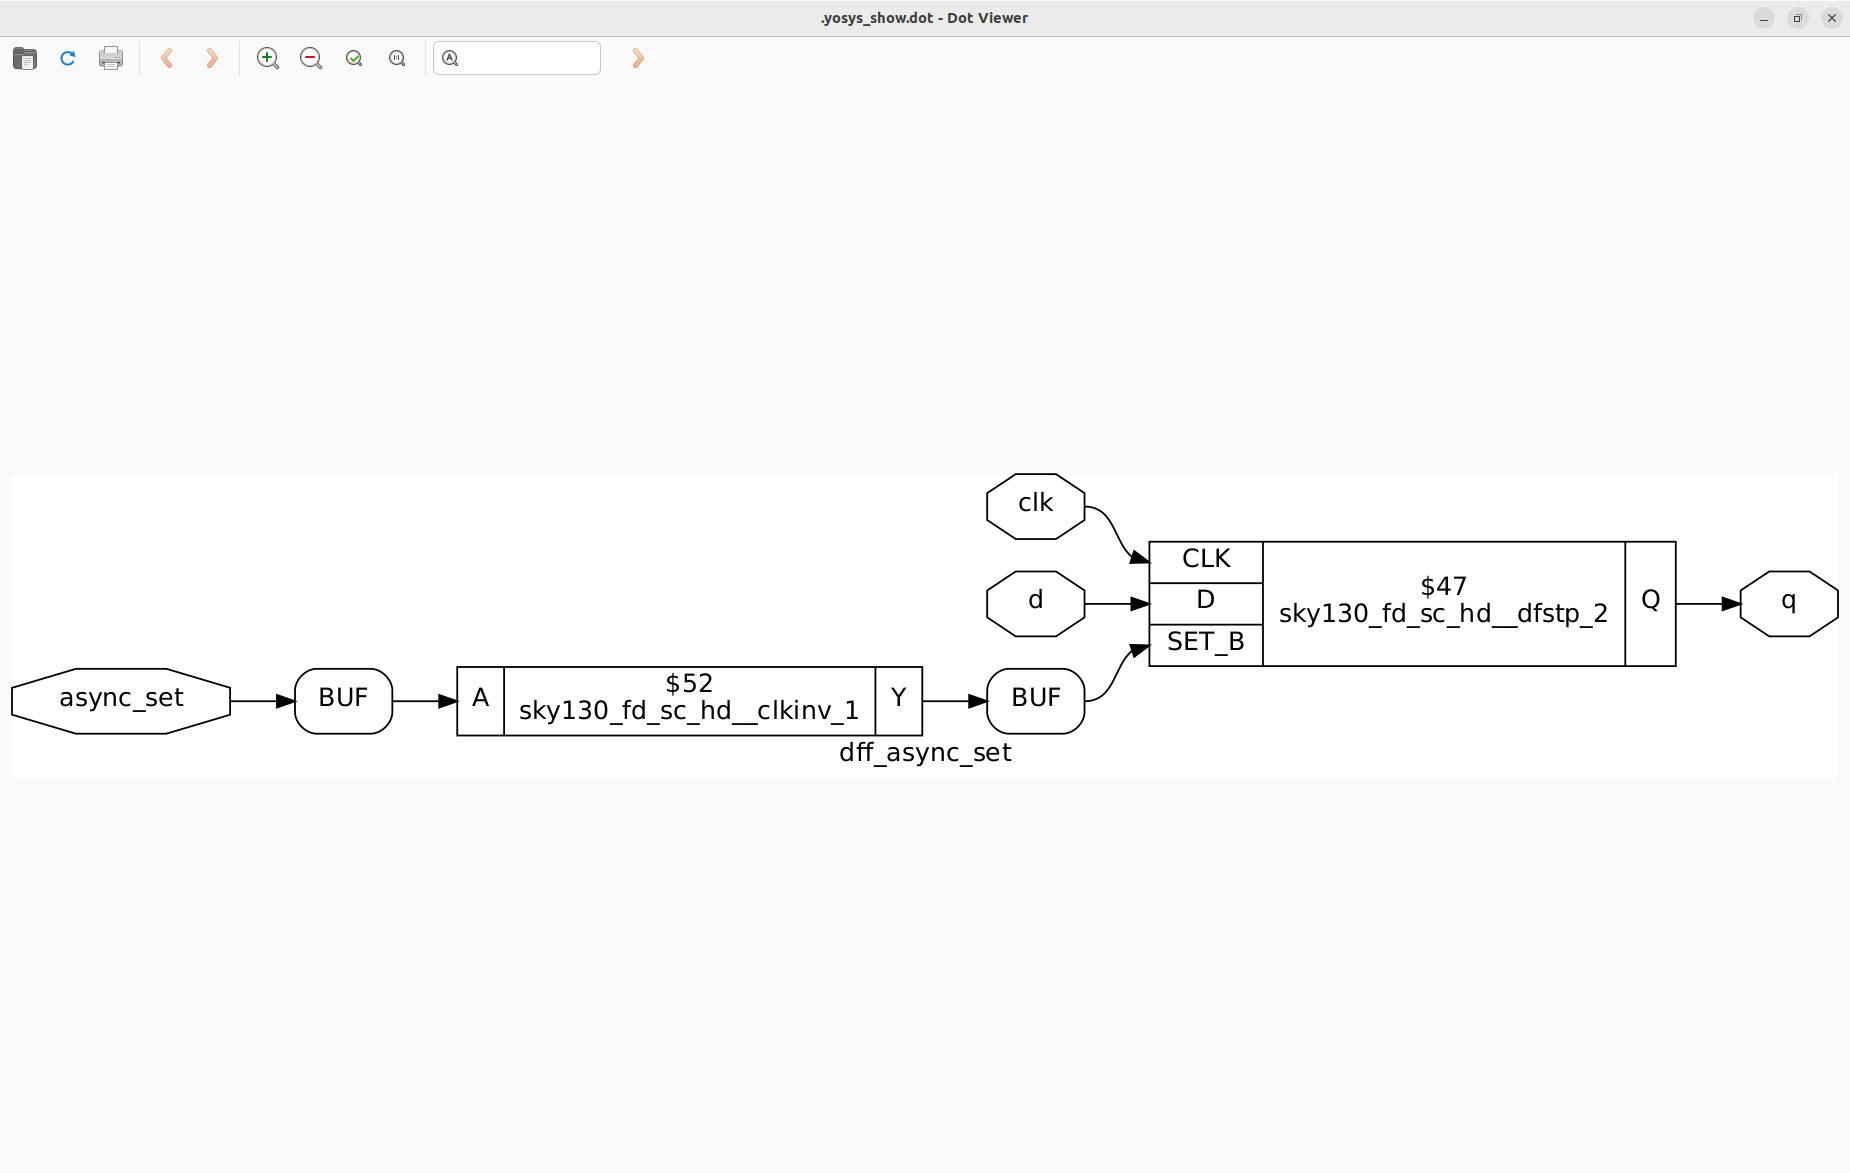 .yosys_show.dot - Dot Viewer
clk
CLK
d
D
$47
sky130_fd_sc_hd__dfstp_2
Q
q
SET_B
async_set
BUF
A
$52
sky130_fd_sc_hd__clkinv_1
Y
BUF
dff_async_set